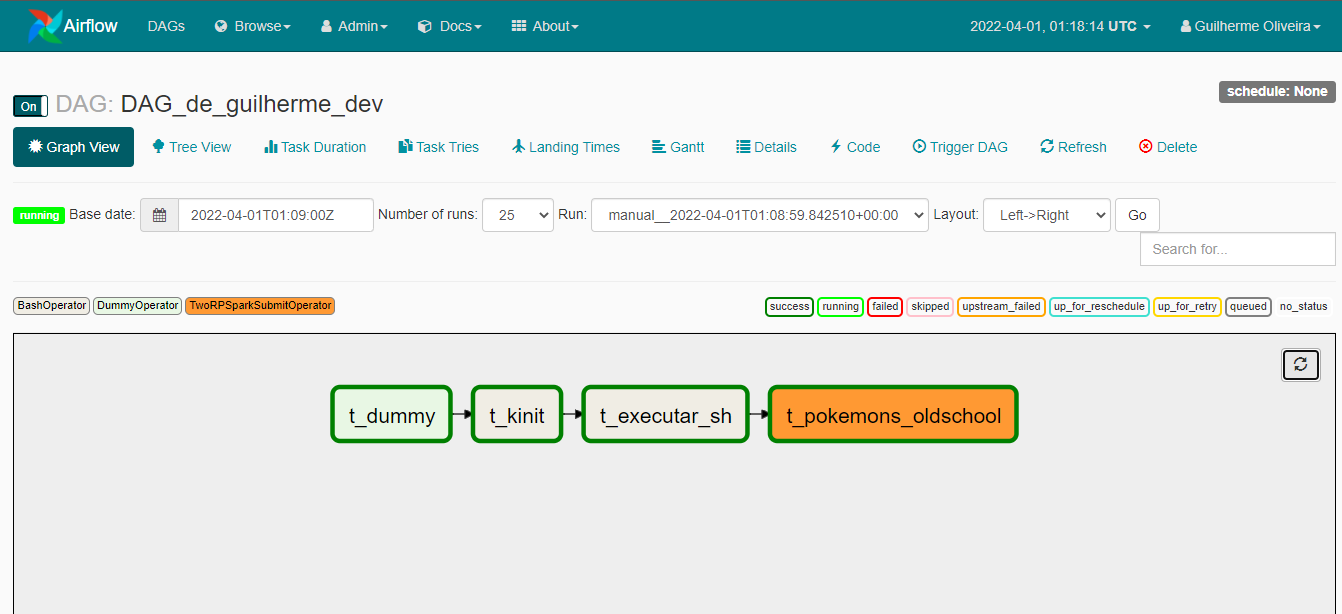 Airflow DAGs Browse Admin Docs About 2022-04-01, 01:18:14 UTC Guilherme Oliveira
schedule: None
On DAG: DAG_de_guilherme_dev
Graph View Tree View Task Duration Task Tries Landing Times Gantt Details Code Trigger DAG Refresh Delete
running Base date: 2022-04-01T01:09:00Z Number of runs: 25 Run: manual__2022-04-01T01:08:59.842510+00:00 Layout: Left->Right Go
Search for...
BashOperator DummyOperator TwoRPSparkSubmitOperator success running failed skipped upstream_failed up_for_reschedule up_for_retry queued no_status
t_dummy t_kinit t_executar_sh t_pokemons_oldschool